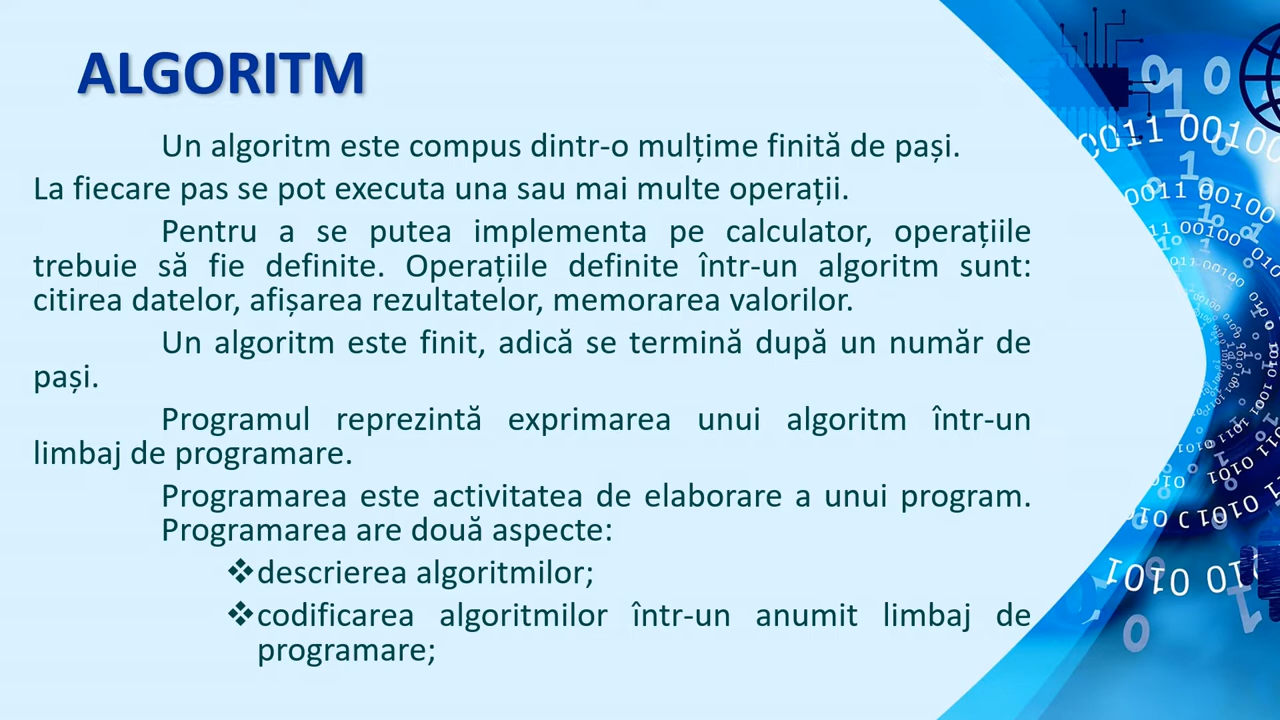 ALGORITM
Un algoritm este compus dintr-o mulțime finită de pași.
La fiecare pas se pot executa una sau mai multe operații.
Pentru a se putea implementa pe calculator, operațiile
trebuie să fie definite. Operațiile definite într-un algoritm sunt:
citirea datelor, afișarea rezultatelor, memorarea valorilor.
Un algoritm este finit, adică se termină după un număr de
pași.
Programul reprezintă exprimarea unui algoritm într-un
limbaj de programare.
Programarea este activitatea de elaborare a unui program.
Programarea are două aspecte:
❖descrierea algoritmilor;
❖codificarea algoritmilor într-un anumit limbaj de
programare;